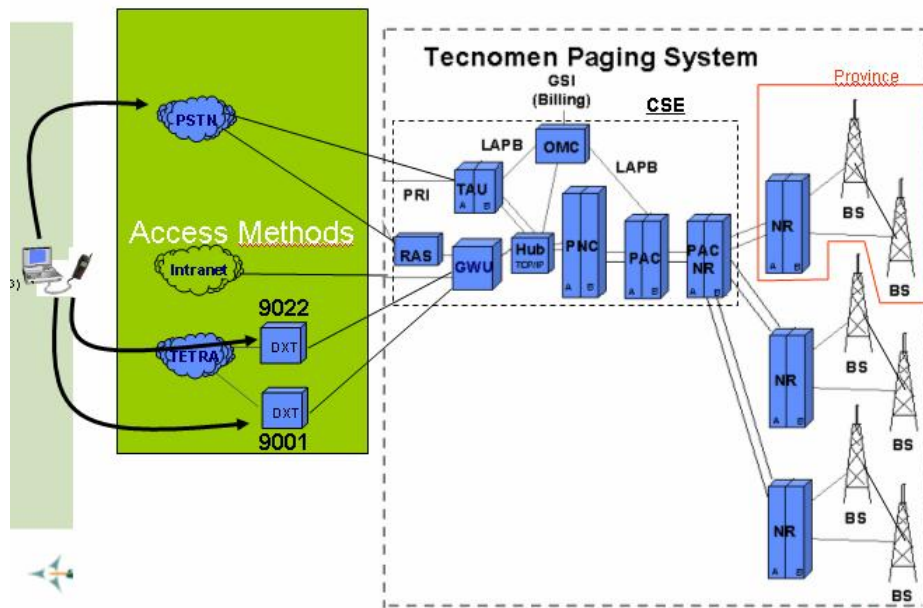 Tecnomen Paging System
GSI
(Billing)
CSE
Province
PSTN
LAPB
OMC
LAPB
PRI
TAU
A B
NR
A B
BS
BS
Access Methods
RAS
GWU
Hub
TCP/IP
PNC
A B
PAC
A B
PAC
NR
A B
Intranet
3)
9022
DXT
TETRA
DXT
9001
NR
A B
BS
BS
NR
A B
BS
BS